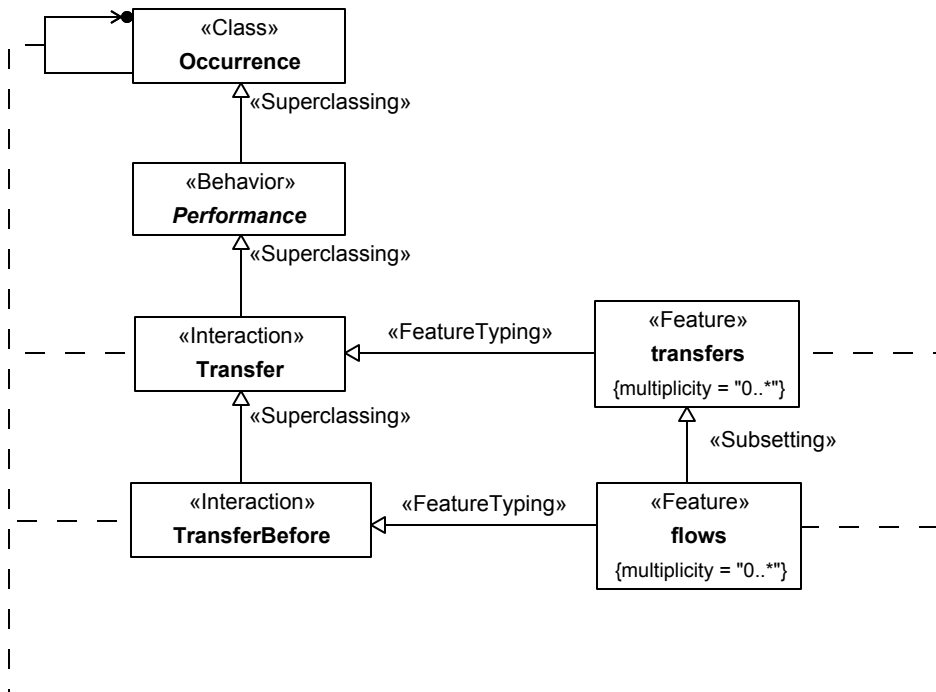 «Class»
Occurrence
«Superclassing»
«Behavior»
Performance
«Superclassing»
«Interaction»
Transfer
«FeatureTyping»
«Feature»
transfers
{multiplicity = "0..*"}
«Superclassing»
«Subsetting»
«Interaction»
TransferBefore
«FeatureTyping»
«Feature»
flows
{multiplicity = "0..*"}